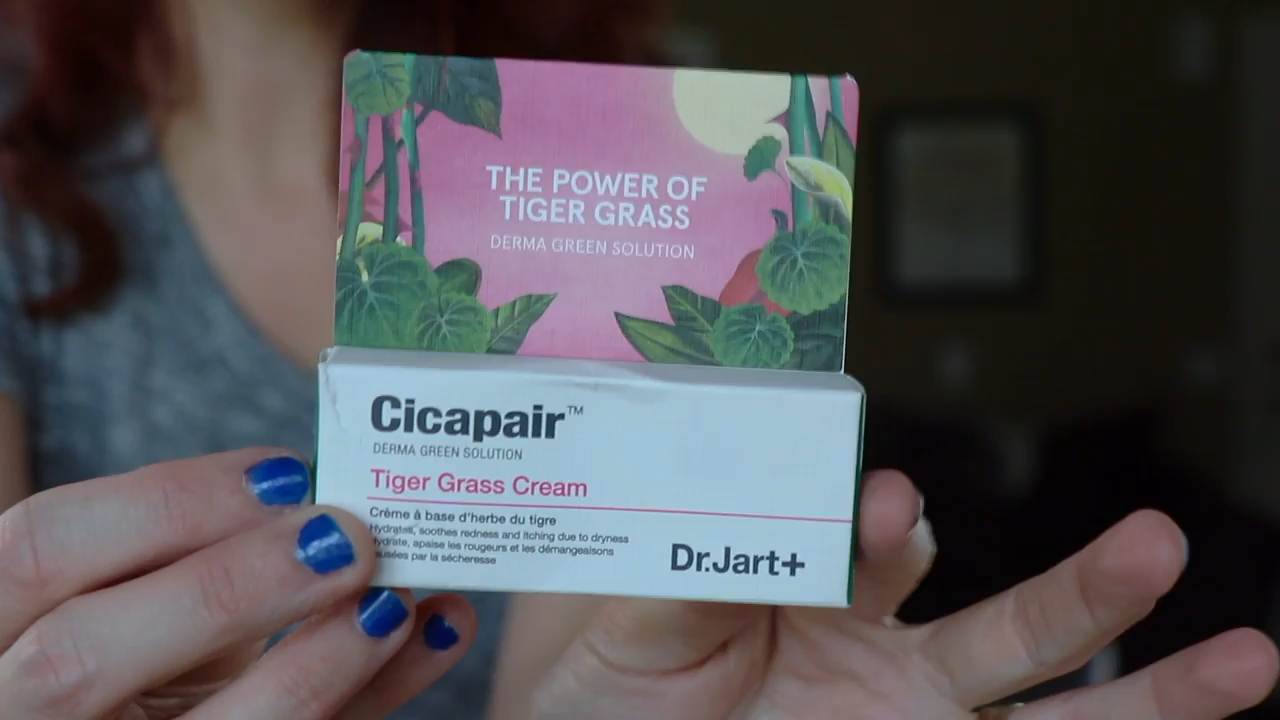 THE POWER OF
TIGER GRASS
DERMA GREEN SOLUTION
Cicapair™
DERMA GREEN SOLUTION
Tiger Grass Cream
Crème à base d'herbe du tigre
Hydrates, soothes redness and itching due to dryness
apaise les rougeurs et les démangeaisons
par la sécheresse
Dr.Jart+